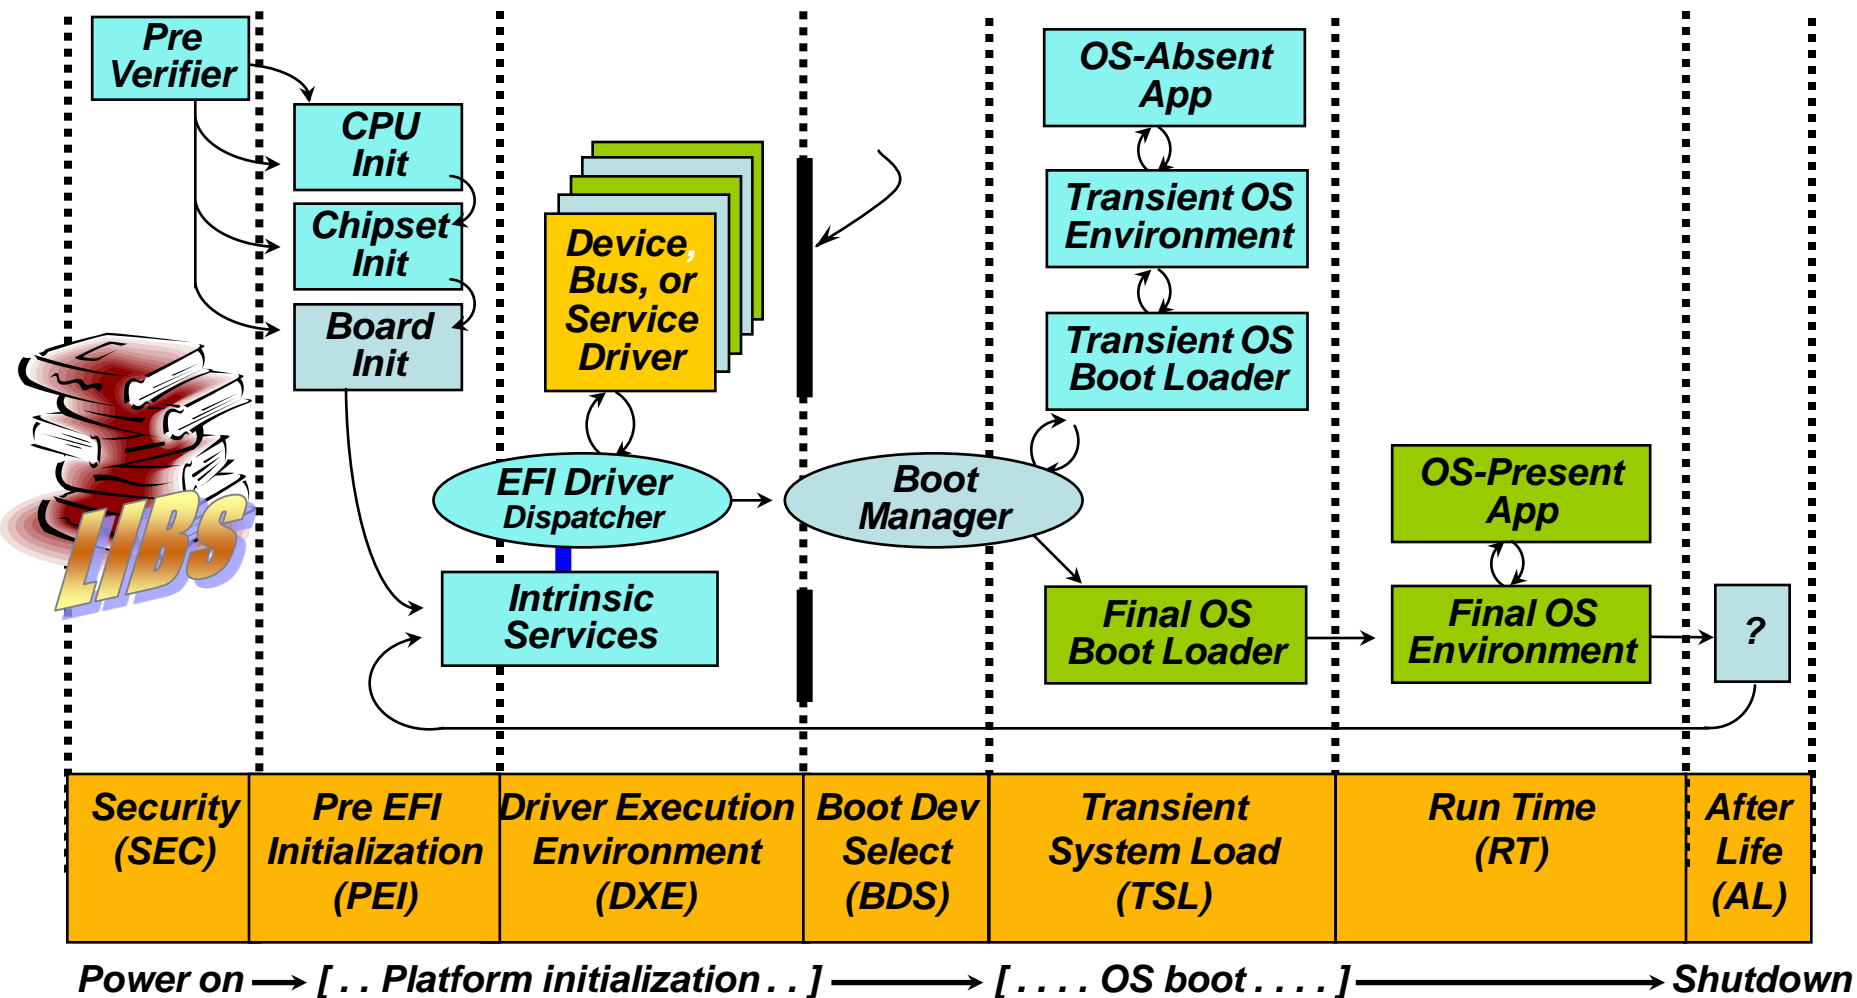 Pre
Verifier
CPU
Init
Chipset
Init
Board
Init
LIBS
Device,
Bus, or
Service
Driver
EFI Driver
Dispatcher
Intrinsic
Services
Boot
Manager
OS-Absent
App
Transient OS
Environment
Transient OS
Boot Loader
Final OS
Boot Loader
OS-Present
App
Final OS
Environment
?
Security
(SEC)
Pre EFI
Initialization
(PEI)
Driver Execution
Environment
(DXE)
Boot Dev
Select
(BDS)
Transient
System Load
(TSL)
Run Time
(RT)
After
Life
(AL)
Power on [ . . Platform initialization . . ] [ . . . . OS boot . . . . ] Shutdown